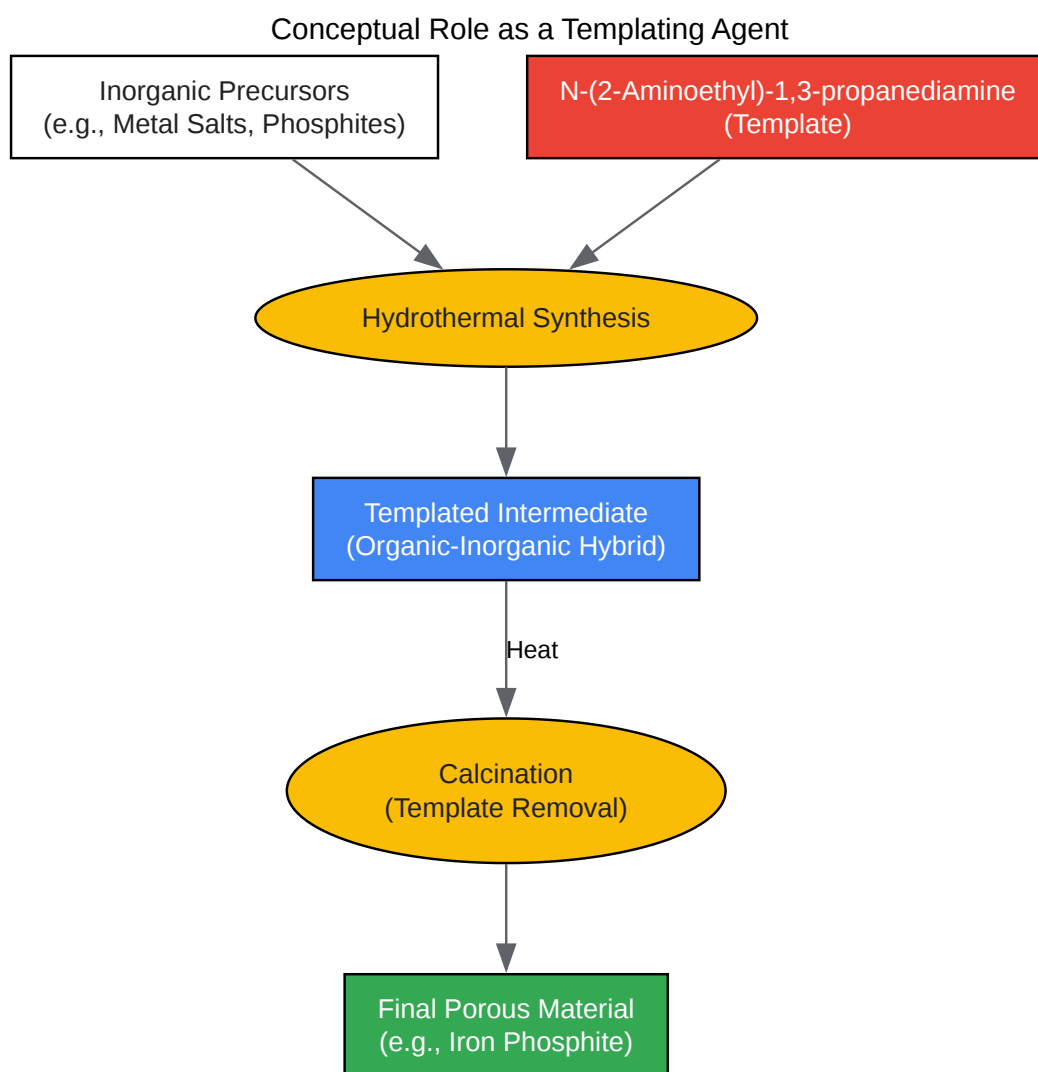 Conceptual Role as a Templating Agent
Inorganic Precursors
(e.g., Metal Salts, Phosphites)
N-(2-Aminoethyl)-1,3-propanediamine
(Template)
Hydrothermal Synthesis
Templated Intermediate
(Organic-Inorganic Hybrid)
Heat
Calcination
(Template Removal)
Final Porous Material
(e.g., Iron Phosphite)